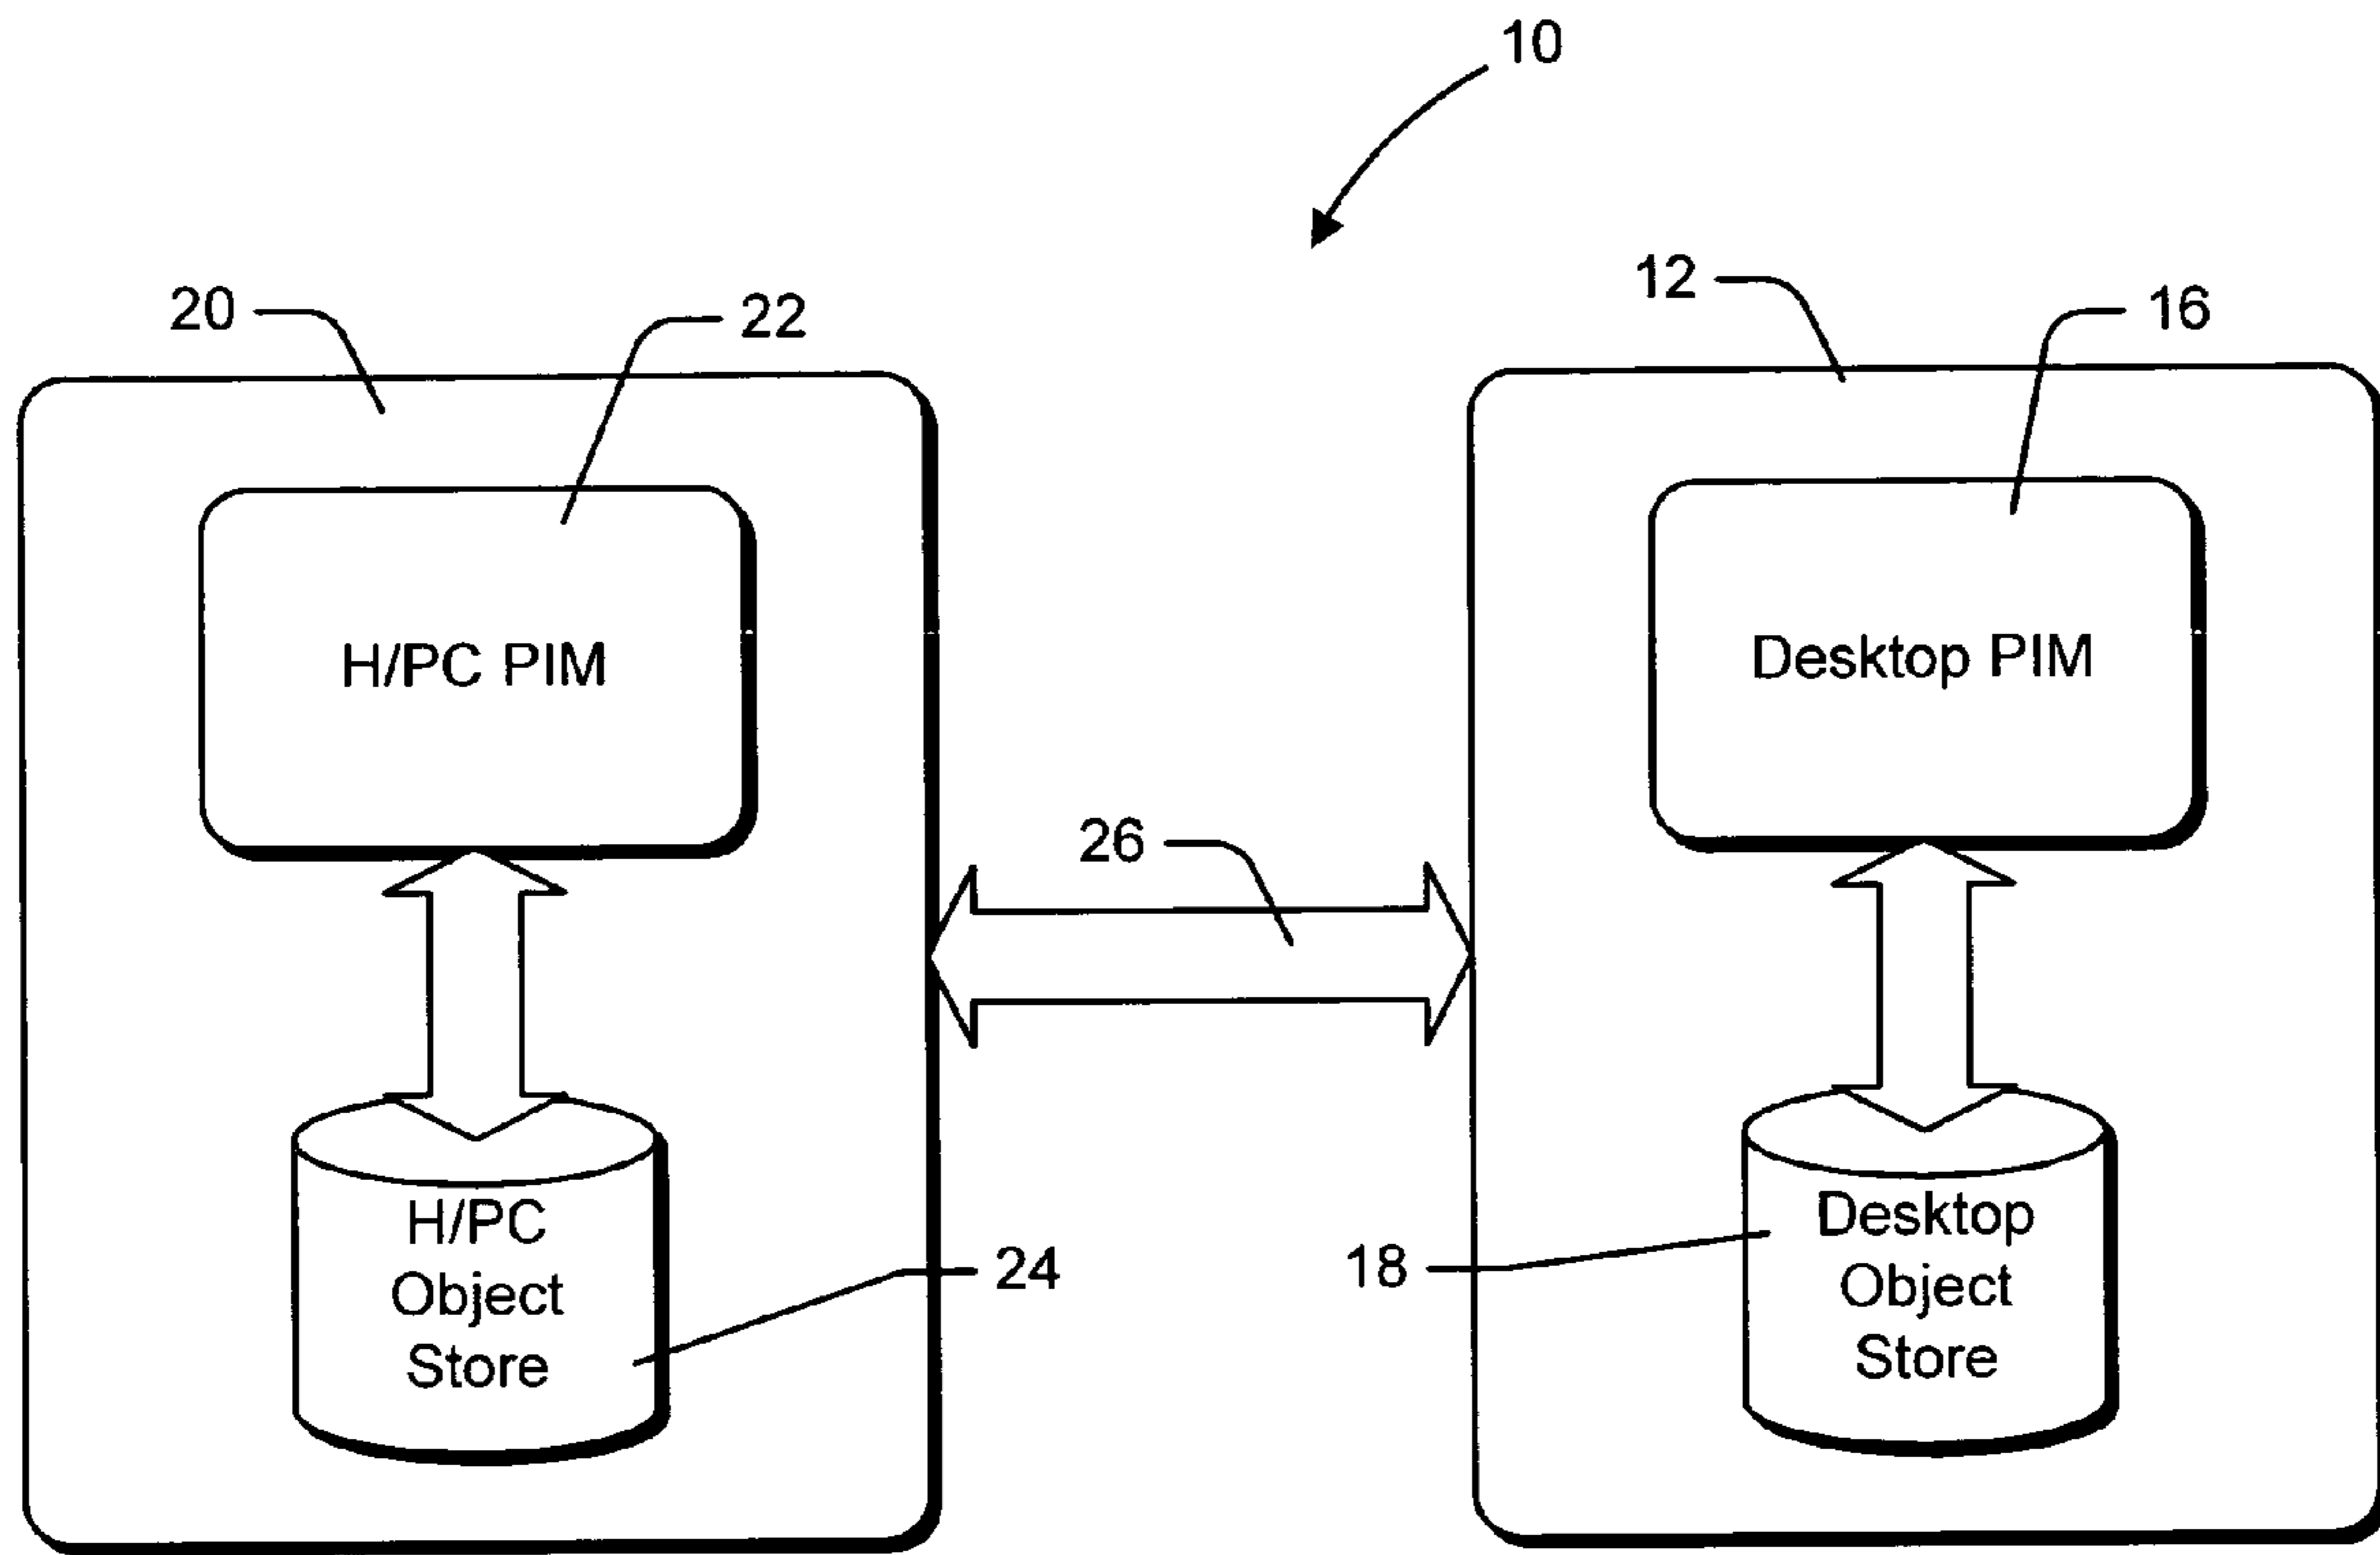 10
20
22
12
16
H/PC PIM
Desktop PIM
26
H/PC
Object
Store
24
18
Desktop
Object
Store